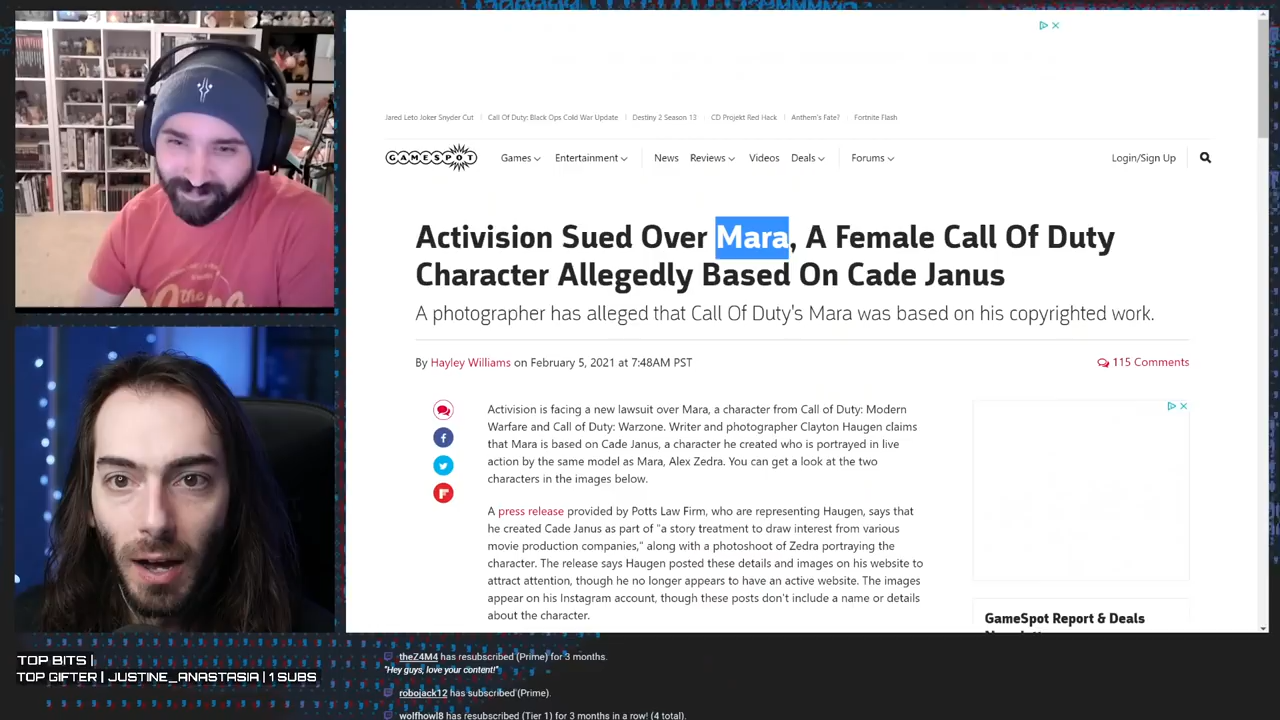 Jared Leto Joker Snyder Cut | Call Of Duty: Black Ops Cold War Update | Destiny 2 Season 13 | CD Projekt Red Hack | Anthem's Fate? | Fortnite Flash
GAMESPOT Games Entertainment News Reviews Videos Deals Forums Login/Sign Up
Activision Sued Over Mara, A Female Call Of Duty
Character Allegedly Based On Cade Janus
A photographer has alleged that Call Of Duty's Mara was based on his copyrighted work.
By Hayley Williams on February 5, 2021 at 7:48AM PST
115 Comments
Activision is facing a new lawsuit over Mara, a character from Call of Duty: Modern
Warfare and Call of Duty: Warzone. Writer and photographer Clayton Haugen claims
that Mara is based on Cade Janus, a character he created who is portrayed in live
action by the same model as Mara, Alex Zedra. You can get a look at the two
characters in the images below.
A press release provided by Potts Law Firm, who are representing Haugen, says that
he created Cade Janus as part of "a story treatment to draw interest from various
movie production companies," along with a photoshoot of Zedra portraying the
character. The release says Haugen posted these details and images on his website to
attract attention, though he no longer appears to have an active website. The images
appear on his Instagram account, though these posts don't include a name or details
about the character.
GameSpot Report & Deals
TOP BITS |
TOP GIFTER | JUSTINE_ANASTASIA | 1 SUBS
theZ4M4 has resubscribed (Prime) for 3 months.
"Hey guys, love your content!"
robojack12 has subscribed (Prime).
wolfhowl8 has resubscribed (Tier 1) for 3 months in a row! (4 total).